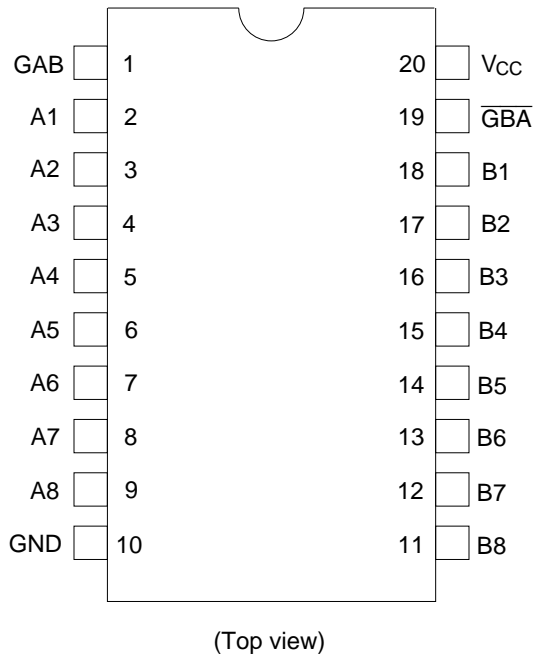 GAB 1 20 VCC
A1 2 19 GBA
A2 3 18 B1
A3 4 17 B2
A4 5 16 B3
A5 6 15 B4
A6 7 14 B5
A7 8 13 B6
A8 9 12 B7
GND 10 11 B8
(Top view)